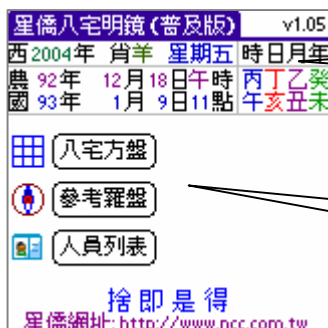 星僑八宅明鏡(普及版) v1.05
西2004年 肖羊 星期五 時日月年
農 92年 12月18日午時 丙丁乙癸
國 93年 1月 9日11點 午亥丑未
八宅方盤
參考羅盤
人員列表
捨即是得
星僑網址: http://www.ncc.com.tw